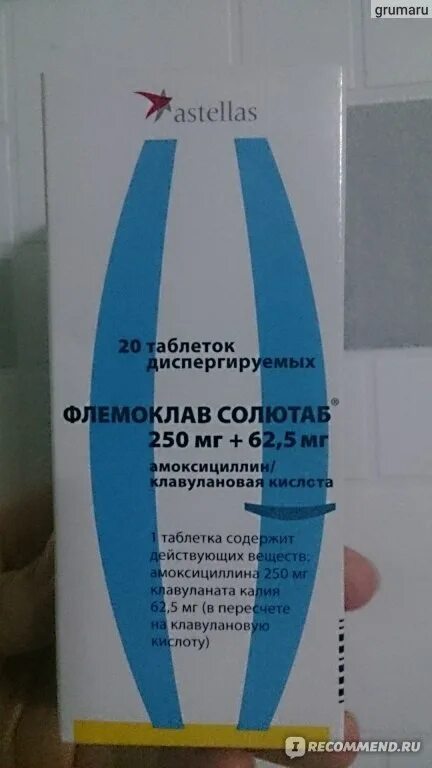 grumaru
astellas
20 таблеток
диспергируемых
ФЛЕМОКЛАВ СОЛЮТАБ®
250 мг + 62,5 мг
амоксициллин/
клавулановая кислота
1 таблетка содержит
действующих веществ:
амоксициллина 250 мг
клавуланата калия
62,5 мг (в пересчете
на клавулановую
кислоту)
IRECOMMEND.RU